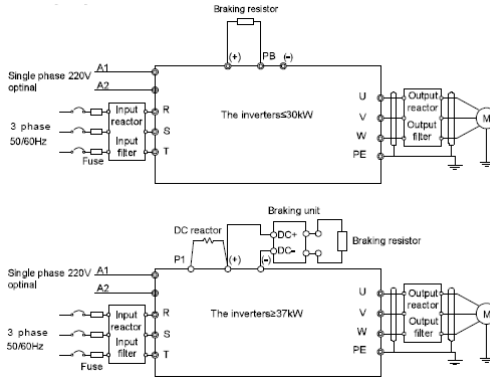 Braking resistor
(+) PB (-)
Single phase 220V A1
optinal A2
The inverters≤30kW
3 phase
50/60Hz
Fuse
Input
reactor
Input
filter
R
S
T
U
V
W
PE
Output
reactor
Output
filter
M
Braking unit
DC reactor
P1 (+) (-)
DC+
DC-
Braking resistor
Single phase 220V A1
optinal A2
The inverters≥37kW
3 phase
50/60Hz
Fuse
Input
reactor
Input
filter
R
S
T
U
V
W
PE
Output
reactor
Output
filter
M